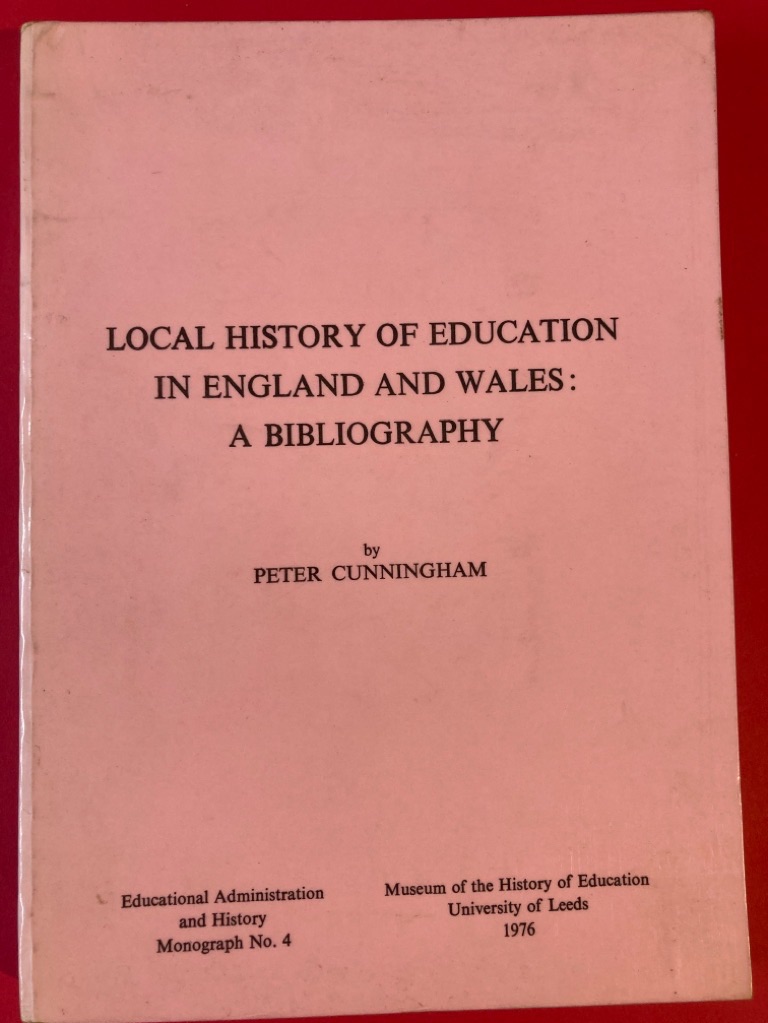 LOCAL HISTORY OF EDUCATION
IN ENGLAND AND WALES:
A BIBLIOGRAPHY
by
PETER CUNNINGHAM
Educational Administration
and History
Monograph No. 4
Museum of the History of Education
University of Leeds
1976